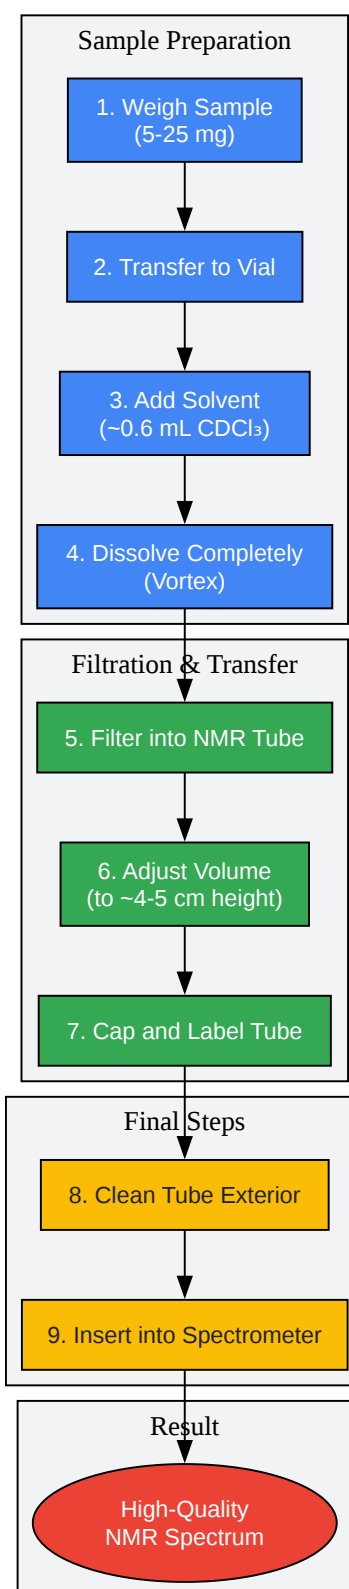 Sample Preparation
1. Weigh Sample
(5-25 mg)
2. Transfer to Vial
3. Add Solvent
(~0.6 mL CDCl₃)
4. Dissolve Completely
(Vortex)
Filtration & Transfer
5. Filter into NMR Tube
6. Adjust Volume
(to ~4-5 cm height)
7. Cap and Label Tube
Final Steps
8. Clean Tube Exterior
9. Insert into Spectrometer
Result
High-Quality
NMR Spectrum